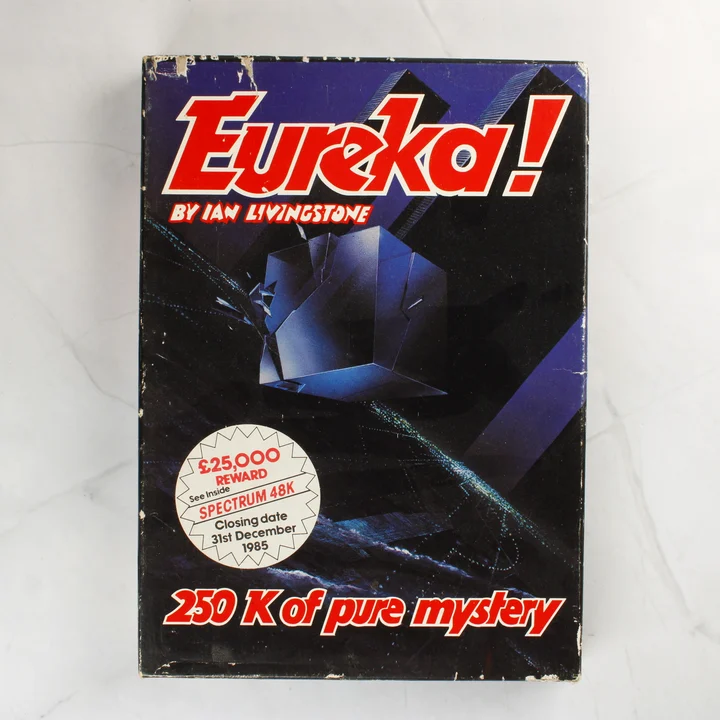 Eureka!
BY IAN LIVINGSTONE
£25,000
REWARD
See Inside
SPECTRUM 48K
Closing date
31st December
1985
250 K of pure mystery